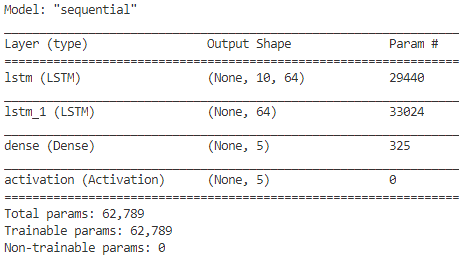 Model: "sequential"
Layer (type) Output Shape Param #
lstm (LSTM) (None, 10, 64) 29440
lstm_1 (LSTM) (None, 64) 33024
dense (Dense) (None, 5) 325
activation (Activation) (None, 5) 0
Total params: 62,789
Trainable params: 62,789
Non-trainable params: 0